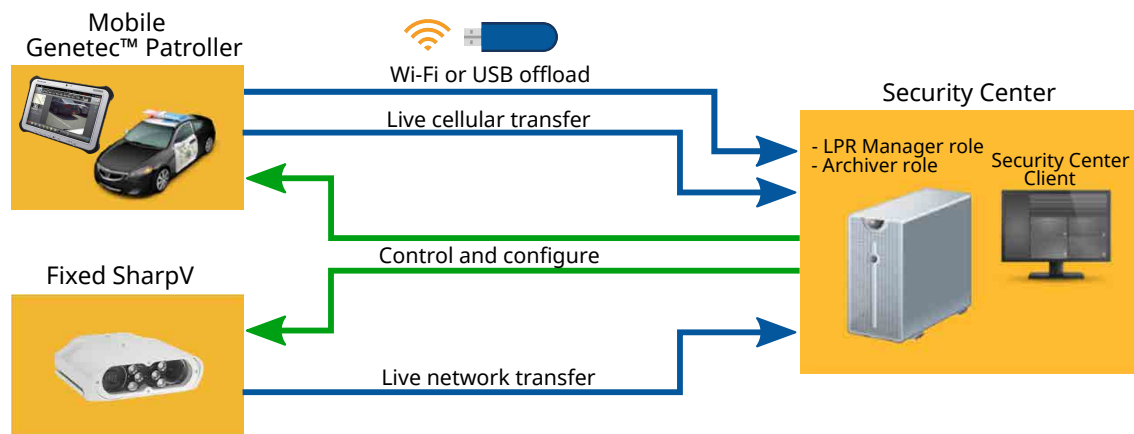 Mobile
Genetec™ Patroller
Wi-Fi or USB offload
Live cellular transfer
Security Center
- LPR Manager role
- Archiver role
Security Center
Client
Control and configure
Fixed SharpV
Live network transfer